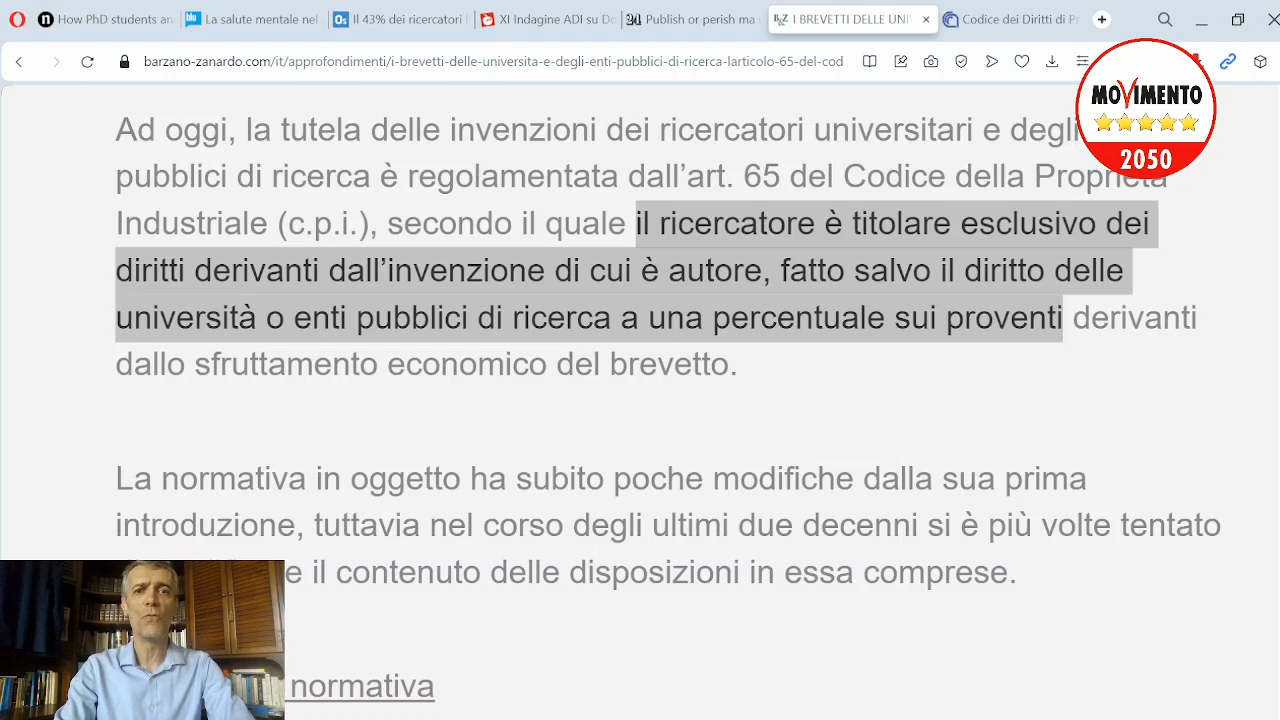 How PhD students an
blu
La salute mentale nel
Os
Il 43% dei ricercatori I
XI Indagine ADI su Do
Publish or perish ma
I BREVETTI DELLE UNI
Codice dei Diritti di P
barzano-zanardo.com/it/approfondimenti-brevetti-delle-universita-e-degli-enti-pubblici-di-ricerca-larticolo-65-del-cod
MOVIMENTO
2050
Ad oggi, la tutela delle invenzioni dei ricercatori universitari e degli
pubblici di ricerca è regolamentata dall’art. 65 del Codice della Proprietà
Industriale (c.p.i.), secondo il quale il ricercatore è titolare esclusivo dei
diritti derivanti dall’invenzione di cui è autore, fatto salvo il diritto delle
università o enti pubblici di ricerca a una percentuale sui proventi derivanti
dallo sfruttamento economico del brevetto.
La normativa in oggetto ha subito poche modifiche dalla sua prima
introduzione, tuttavia nel corso degli ultimi due decenni si è più volte tentato
e il contenuto delle disposizioni in essa comprese.
normativa